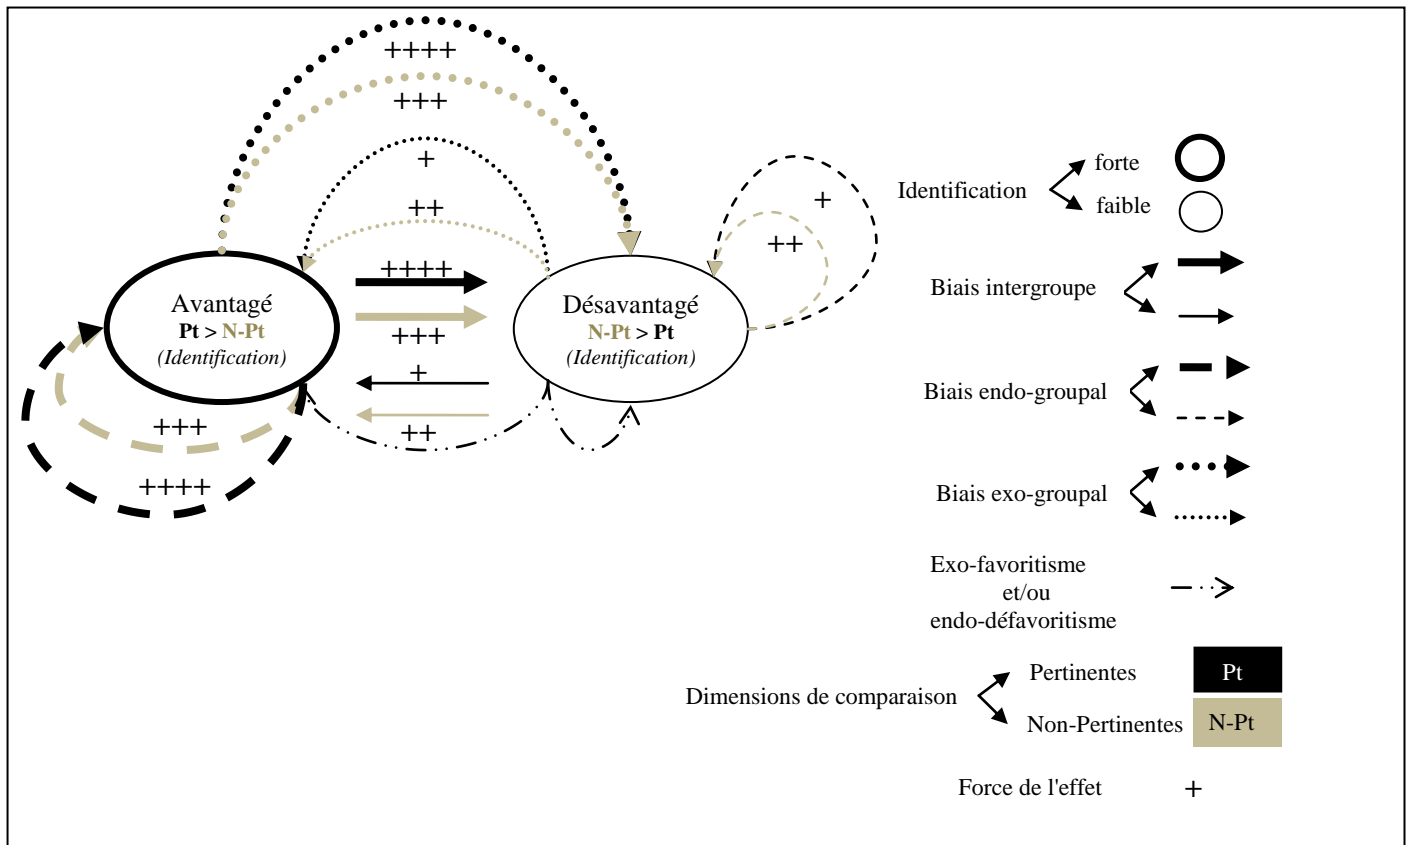 ++++
+++
+
++
++++
+++
+
++
Avantagé
Pt > N-Pt
(Identification)
Désavantagé
N-Pt > Pt
(Identification)
+
++
+++
++++
Identification
forte
faible
Biais intergroupe
Biais endo-groupal
Biais exo-groupal
Exo-favoritisme
et/ou
endo-défavoritisme
Dimensions de comparaison
Pertinentes
Pt
Non-Pertinentes
N-Pt
Force de l'effet
+